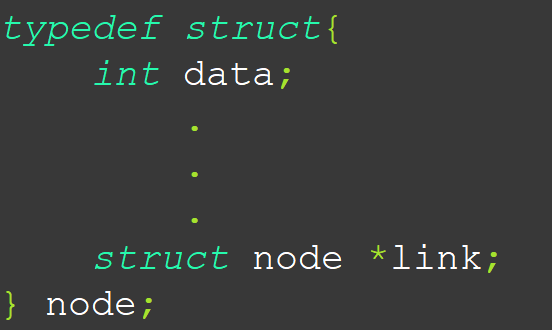 typedef struct{
int data;
.
.
.
struct node *link;
} node;